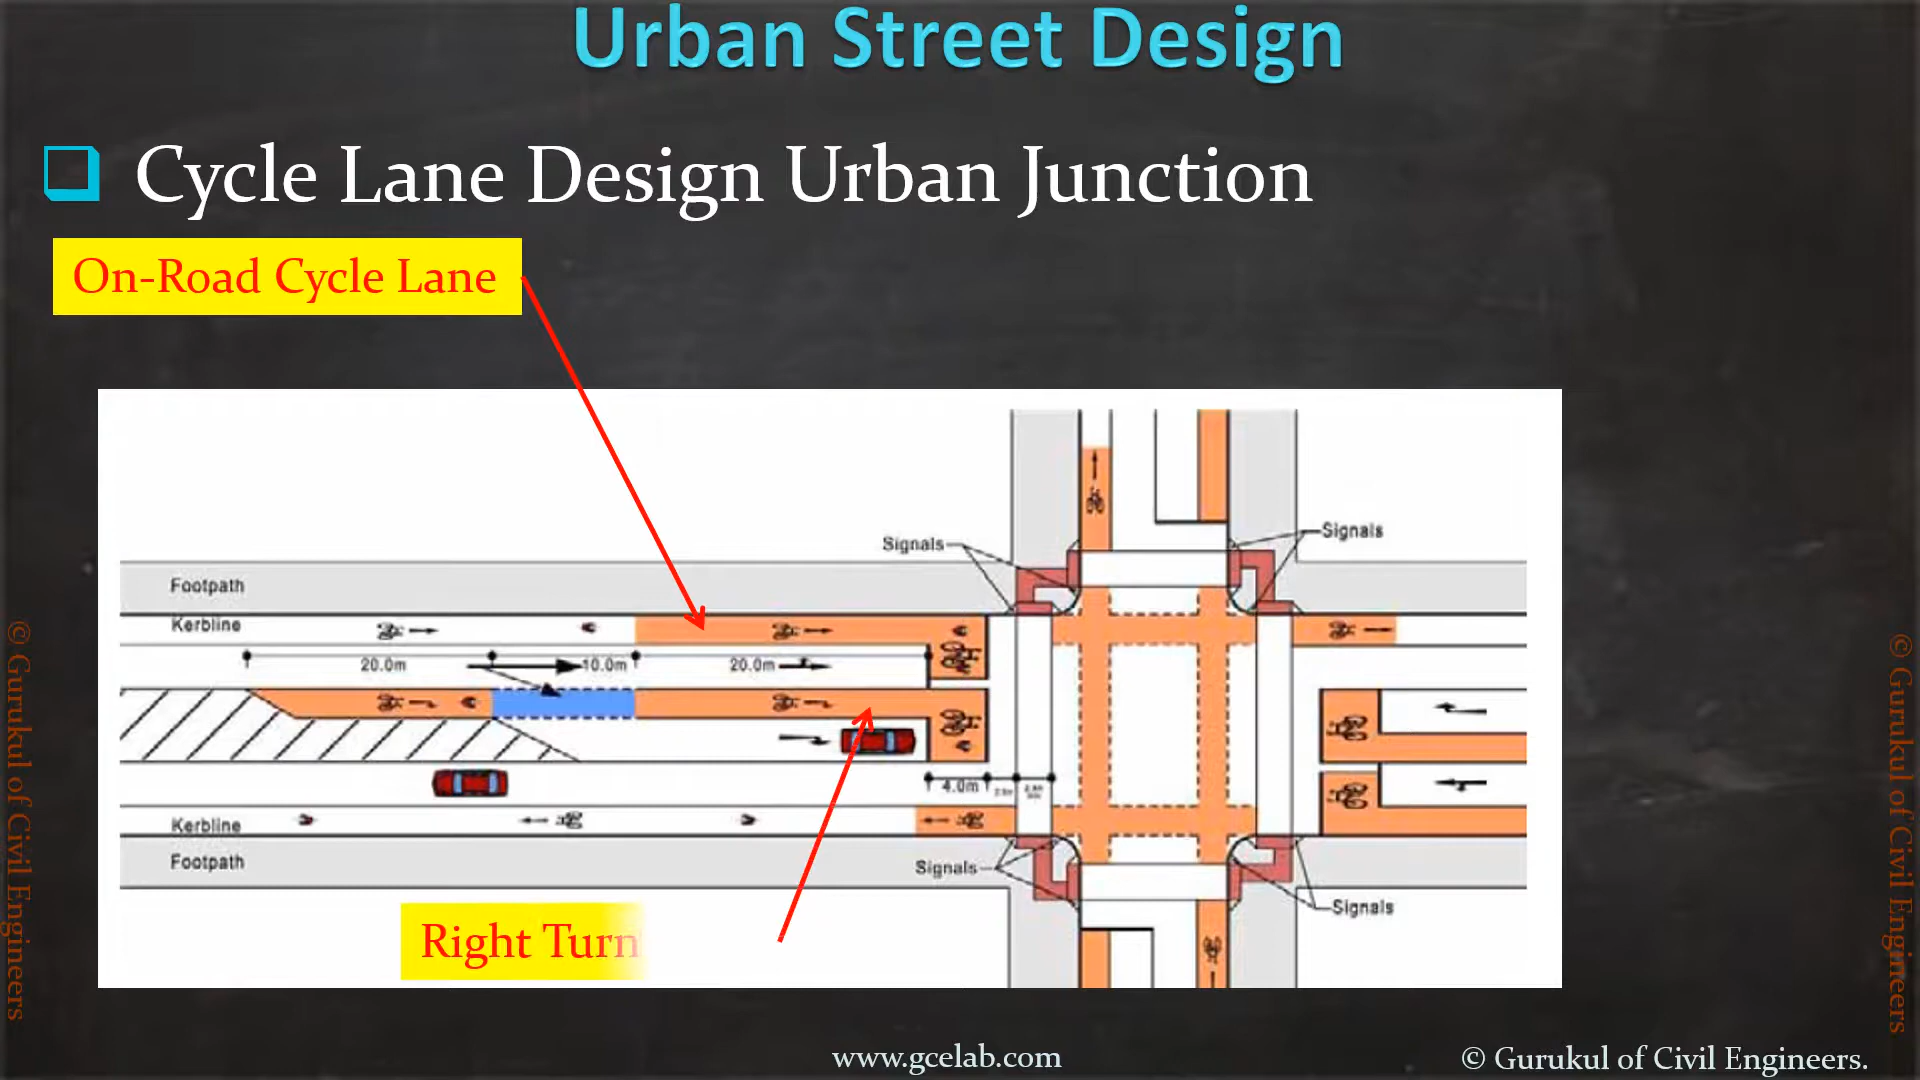 Urban Street Design
Cycle Lane Design Urban Junction
On-Road Cycle Lane
Signals
Signals
Footpath
Kerbline
20.0m
10.0m
20.0m
4.0m
Kerbline
Footpath
Signals
Signals
Right Turn
© Gurukul of Civil Engineers
© Gurukul of Civil Engineers
www.gcelab.com
© Gurukul of Civil Engineers.